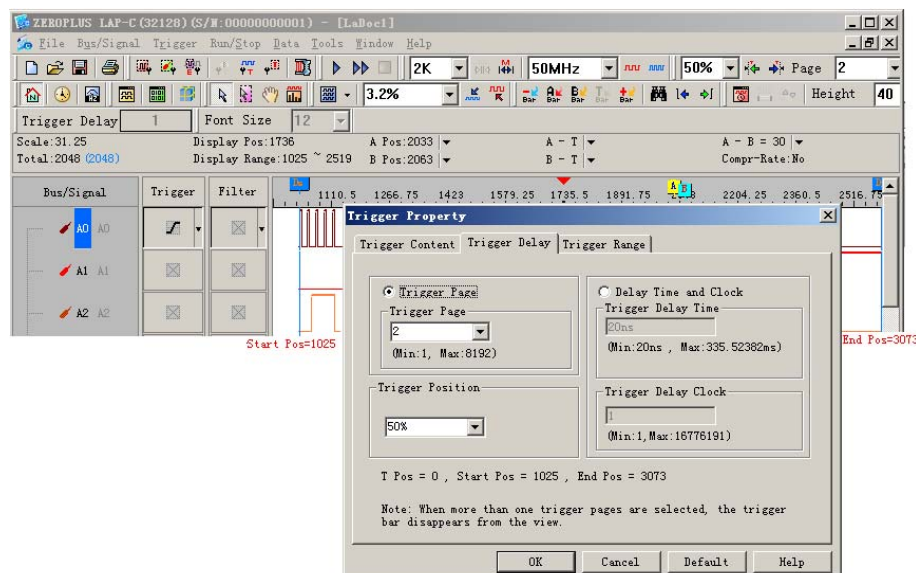 ZEROPLUS LAP-C(32128)(S/N:00000000001) - [LaDoc1]
File Bus/Signal Trigger Run/Stop Data Tools Window Help
2K 50MHz 50% Page 2
3.2% Bar Bar Bar Bar Bar Height 40
Trigger Delay 1 Font Size 12
Scale:31.25 Display Pos:1736 A Pos:2033 A - T A - B = 30
Total:2048 (2048) Display Range:1025 ~ 2519 B Pos:2063 B - T Compr-Rate:No
Bus/Signal Trigger Filter 1110.5 1266.75 1423 1579.25 1735.5 1891.75 A B 2204.25 2360.5 2516.75
A0 A0
A1 A1
A2 A2
Start Pos=1025
End Pos=3073
Trigger Property
Trigger Content Trigger Delay Trigger Range
Trigger Page
Trigger Page
2
(Min:1, Max:8192)
Trigger Position
50%
Delay Time and Clock
Trigger Delay Time
20ns
(Min:20ns , Max:335.52382ms)
Trigger Delay Clock
1
(Min:1,Max:16776191)
T Pos = 0 , Start Pos = 1025 , End Pos = 3073
Note: When more than one trigger pages are selected, the trigger
bar disappears from the view.
OK Cancel Default Help